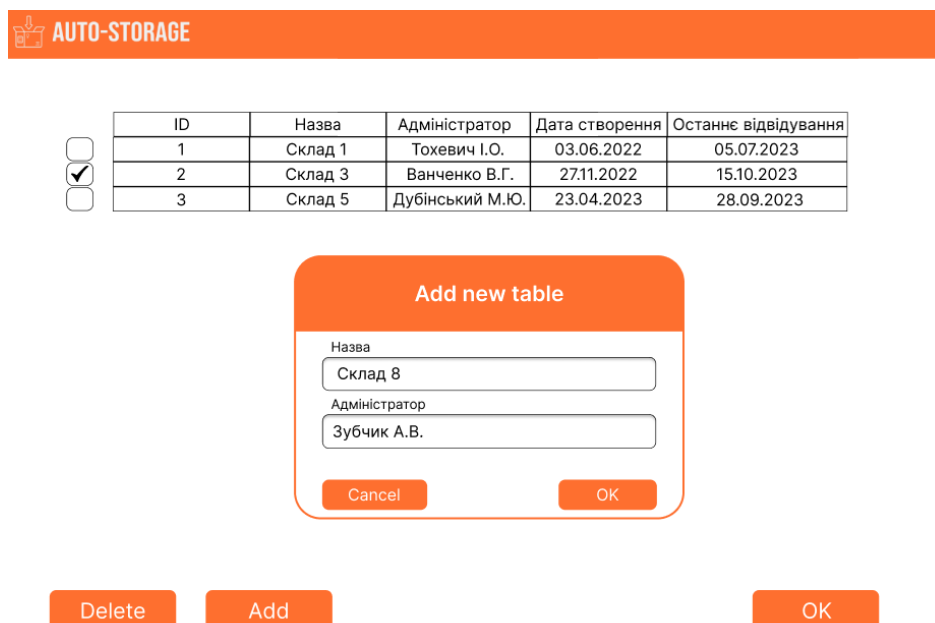 AUTO-STORAGE
ID Назва Адміністратор Дата створення Останнє відвідування
1 Склад 1 Тохевич І.О. 03.06.2022 05.07.2023
2 Склад 3 Ванченко В.Г. 27.11.2022 15.10.2023
3 Склад 5 Дубінський М.Ю. 23.04.2023 28.09.2023
Add new table
Назва
Склад 8
Адміністратор
Зубчик А.В.
Cancel OK
Delete Add OK